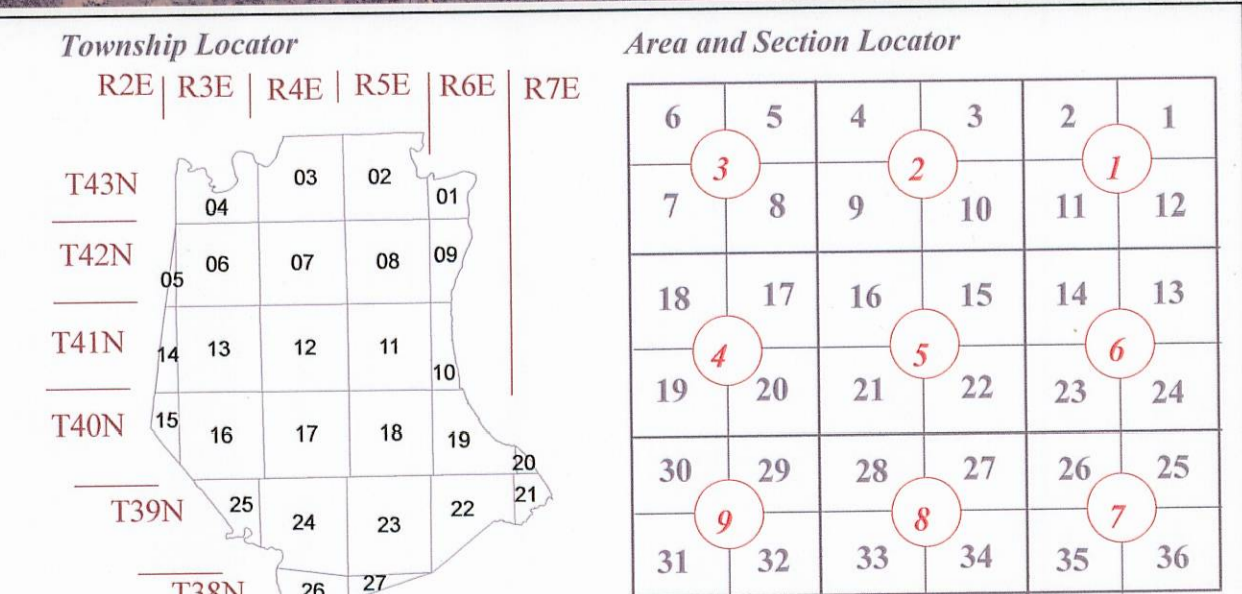 Township Locator
R2E R3E R4E R5E R6E R7E
T43N
03 02
04 01
T42N
05 06 07 08 09
T41N
14 13 12 11 10
T40N
15 16 17 18 19
20
T39N
25 24 23 22 21
T38N
26 27
Area and Section Locator
6 5 4 3 2 1
3 2 1
7 8 9 10 11 12
18 17 16 15 14 13
4 5 6
19 20 21 22 23 24
30 29 28 27 26 25
9 8 7
31 32 33 34 35 36